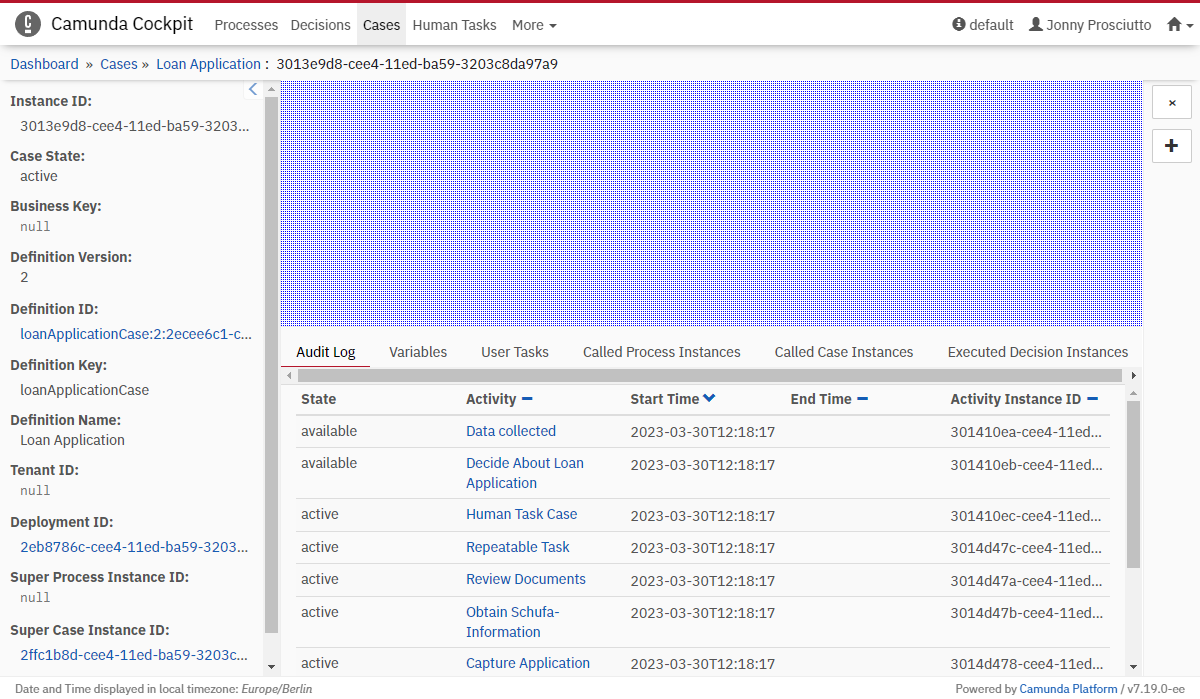 Camunda Cockpit Processes Decisions Cases Human Tasks More default Jonny Prosciutto
Dashboard » Cases » Loan Application : 3013e9d8-cee4-11ed-ba59-3203c8da97a9
Instance ID:
3013e9d8-cee4-11ed-ba59-3203...
Case State:
active
Business Key:
null
Definition Version:
2
Definition ID:
loanApplicationCase:2:2ecee6c1-c...
Definition Key:
loanApplicationCase
Definition Name:
Loan Application
Tenant ID:
null
Deployment ID:
2eb8786c-cee4-11ed-ba59-3203...
Super Process Instance ID:
null
Super Case Instance ID:
2ffc1b8d-cee4-11ed-ba59-3203c...
Audit Log Variables User Tasks Called Process Instances Called Case Instances Executed Decision Instances
State Activity Start Time End Time Activity Instance ID
available Data collected 2023-03-30T12:18:17 301410ea-cee4-11ed...
available Decide About Loan 2023-03-30T12:18:17 301410eb-cee4-11ed...
Application
active Human Task Case 2023-03-30T12:18:17 301410ec-cee4-11ed...
active Repeatable Task 2023-03-30T12:18:17 3014d47c-cee4-11ed...
active Review Documents 2023-03-30T12:18:17 3014d47a-cee4-11ed...
active Obtain Schufa- 2023-03-30T12:18:17 3014d47b-cee4-11ed...
Information
active Capture Application 2023-03-30T12:18:17 3014d478-cee4-11ed...
Date and Time displayed in local timezone: Europe/Berlin
Powered by Camunda Platform / v7.19.0-ee